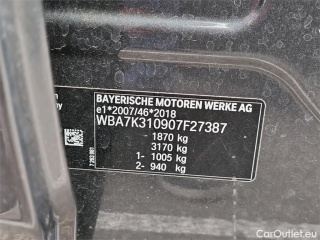 BAYERISCHE MOTOREN WERKE AG
e1*2007/46*2018
WBA7K310907F27387
1870 kg
3170 kg
1- 1005 kg
2- 940 kg
by
CarOutlet.eu